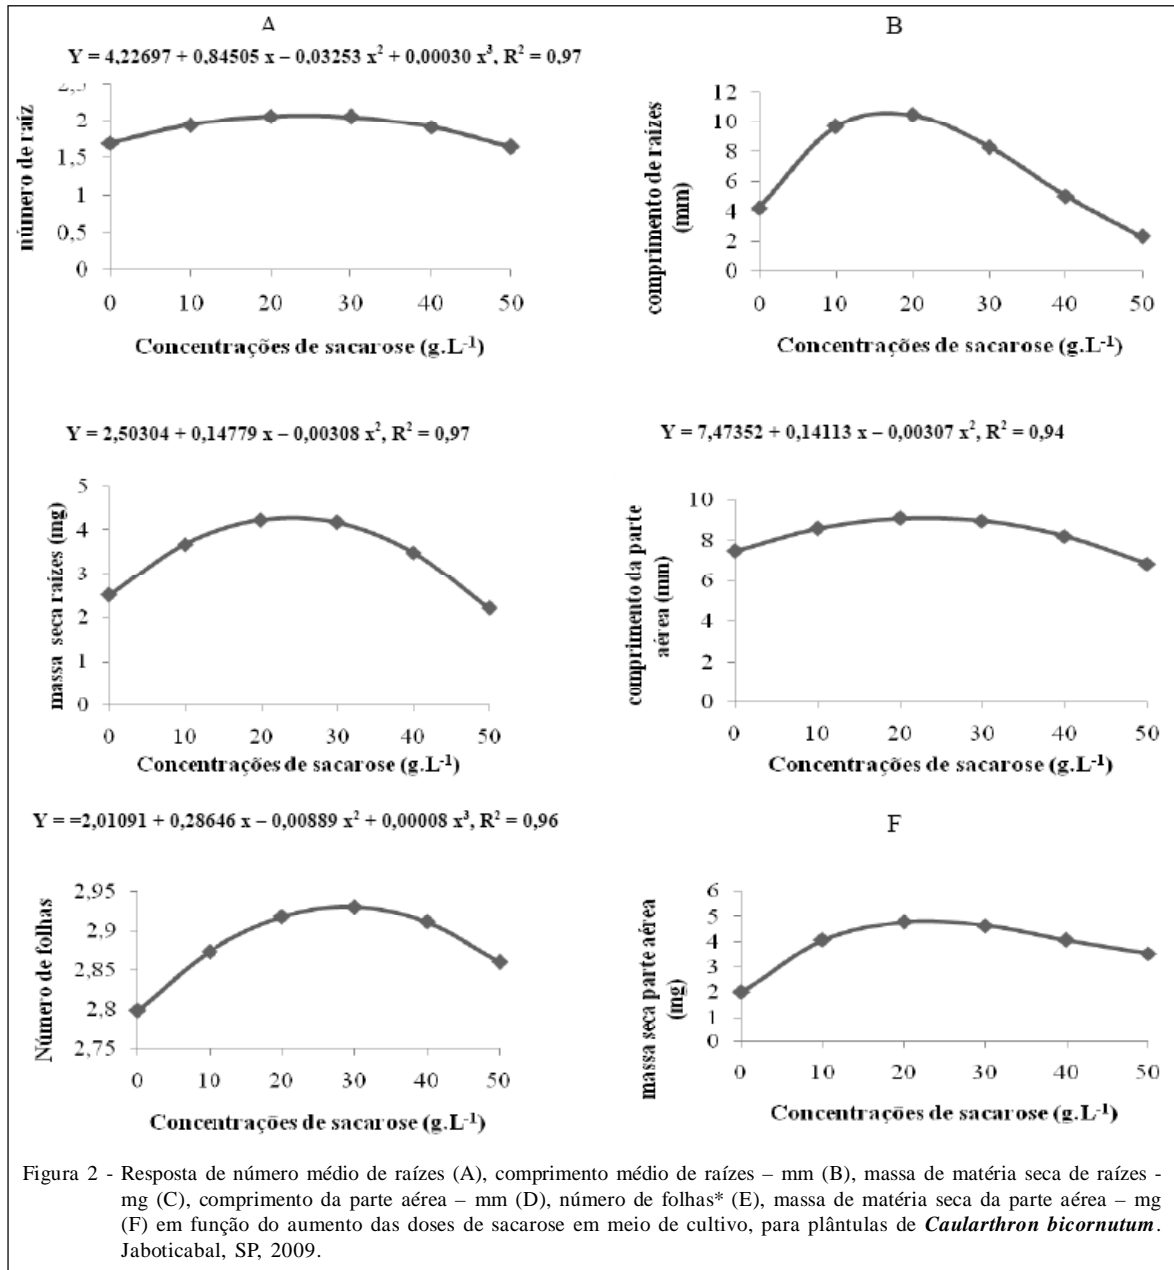 A
Y = 4,22697 + 0,84505 x – 0,03253 x² + 0,00030 x³, R² = 0,97
número de raíz
2,5
2
1,5
1
0,5
0
0 10 20 30 40 50
Concentrações de sacarose (g.L⁻¹)
B
comprimento de raízes
(mm)
12
10
8
6
4
2
0
0 10 20 30 40 50
Concentrações de sacarose (g.L⁻¹)
Y = 2,50304 + 0,14779 x – 0,00308 x², R² = 0,97
massa seca raízes (mg)
5
4
3
2
1
0
0 10 20 30 40 50
Concentrações de sacarose (g.L⁻¹)
Y = 7,47352 + 0,14113 x – 0,00307 x², R² = 0,94
comprimento da parte
aérea (mm)
10
8
6
4
2
0
0 10 20 30 40 50
Concentrações de sacarose (g.L⁻¹)
Y = =2,01091 + 0,28646 x – 0,00889 x² + 0,00008 x³, R² = 0,96
Número de folhas
2,95
2,9
2,85
2,8
2,75
0 10 20 30 40 50
Concentrações de sacarose (g.L⁻¹)
F
massa seca parte aérea
(mg)
6
5
4
3
2
1
0
0 10 20 30 40 50
Concentrações de sacarose (g.L⁻¹)
Figura 2 - Resposta de número médio de raízes (A), comprimento médio de raízes – mm (B), massa de matéria seca de raízes -
mg (C), comprimento da parte aérea – mm (D), número de folhas* (E), massa de matéria seca da parte aérea – mg
(F) em função do aumento das doses de sacarose em meio de cultivo, para plântulas de Caularthron bicornutum.
Jaboticabal, SP, 2009.